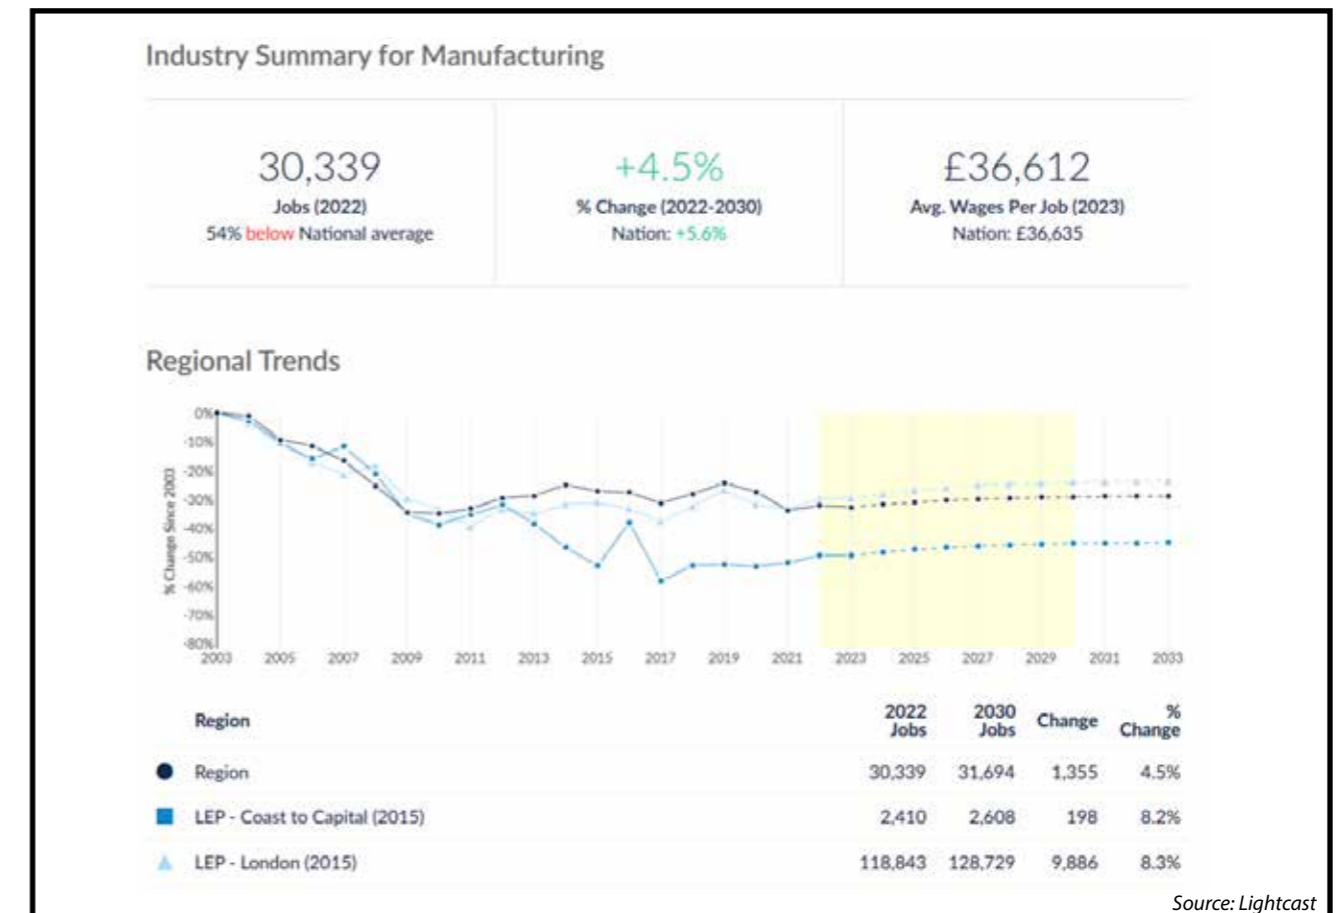 Industry Summary for Manufacturing
30,339
Jobs (2022)
54% below National average
+4.5%
% Change (2022-2030)
Nation: +5.6%
£36,612
Avg. Wages Per Job (2023)
Nation: £36,635
Regional Trends
% Change Since 2003
0%
-10%
-20%
-30%
-40%
-50%
-60%
-70%
-80%
2003 2005 2007 2009 2011 2013 2015 2017 2019 2021 2023 2025 2027 2029 2031 2033
Region 2022 Jobs 2030 Jobs Change % Change
Region 30,339 31,694 1,355 4.5%
LEP - Coast to Capital (2015) 2,410 2,608 198 8.2%
LEP - London (2015) 118,843 128,729 9,886 8.3%
Source: Lightcast